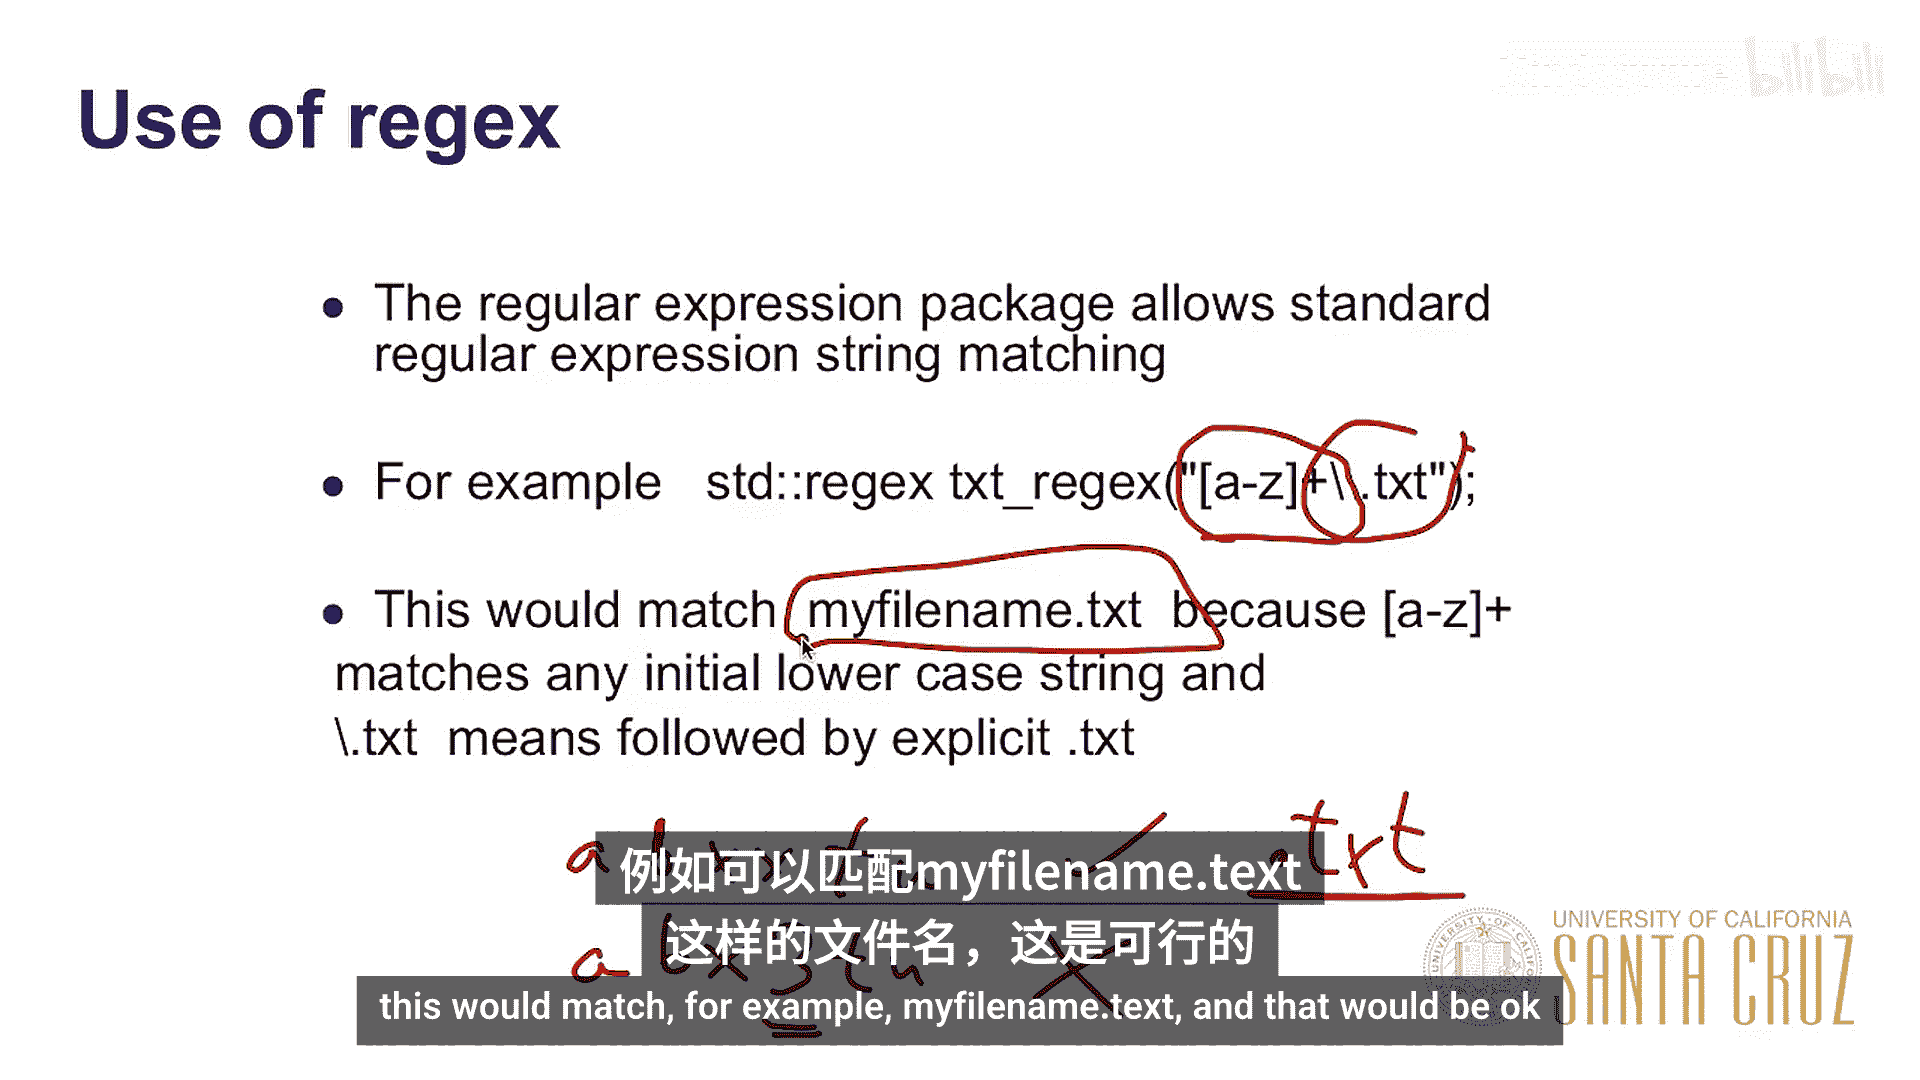 bilibili
Use of regex
● The regular expression package allows standard
regular expression string matching
● For example std::regex txt_regex("[a-z]+\.txt");
● This would match myfilename.txt because [a-z]+
matches any initial lower case string and
\.txt means followed by explicit .txt
.txt
例如可以匹配myfilename.text
这样的文件名，这是可行的
this would match, for example, myfilename.text, and that would be ok
UNIVERSITY OF CALIFORNIA
SANTA CRUZ